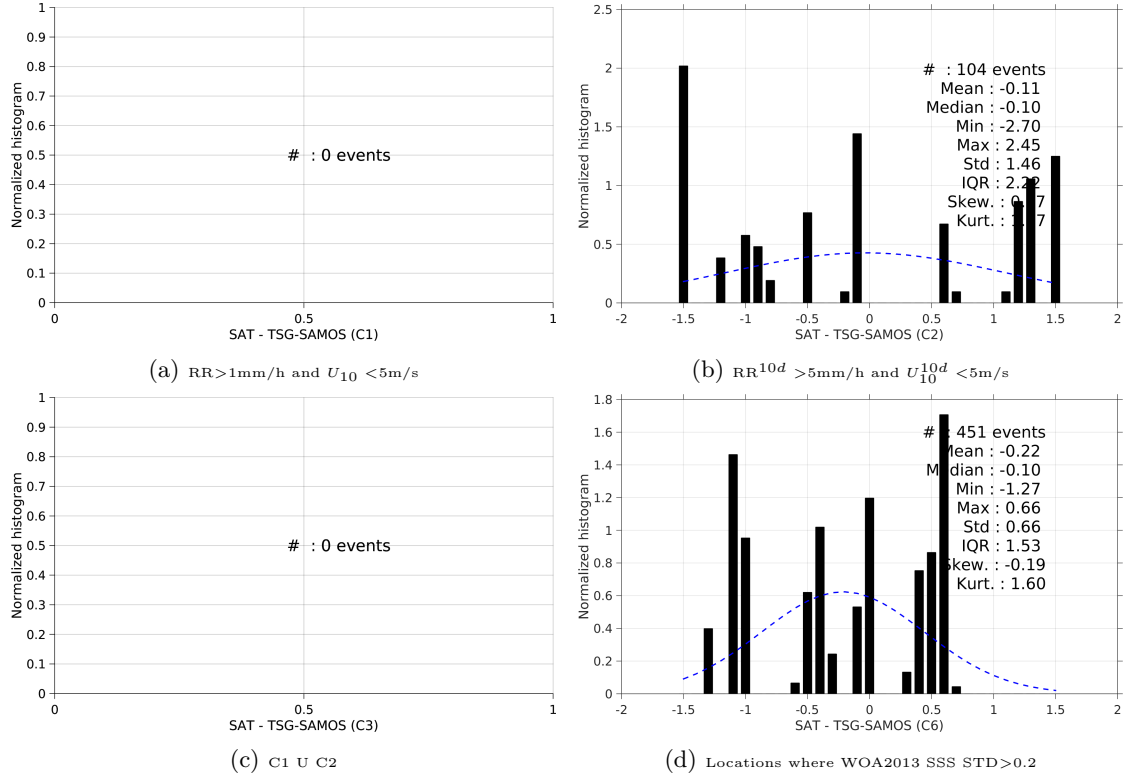 1
0.9
0.8
0.7
0.6
0.5
0.4
0.3
0.2
0.1
0
Normalized histogram
# : 0 events
0 0.5 1
SAT - TSG-SAMOS (C1)
(a) RR>1mm/h and U10 <5m/s
2.5
2
1.5
1
0.5
0
Normalized histogram
# : 104 events
Mean : -0.11
Median : -0.10
Min : -2.70
Max : 2.45
Std : 1.46
IQR : 2.22
Skew. :
Kurt. :
-2 -1.5 -1 -0.5 0 0.5 1 1.5 2
SAT - TSG-SAMOS (C2)
(b) RR10d >5mm/h and U10d10 <5m/s
1
0.9
0.8
0.7
0.6
0.5
0.4
0.3
0.2
0.1
0
Normalized histogram
# : 0 events
0 0.5 1
SAT - TSG-SAMOS (C3)
(c) C1 U C2
1.8
1.6
1.4
1.2
1
0.8
0.6
0.4
0.2
0
Normalized histogram
# : 451 events
Mean : -0.22
Median : -0.10
Min : -1.27
Max : 0.66
Std : 0.66
IQR : 1.53
Skew. : -0.19
Kurt. : 1.60
-2 -1.5 -1 -0.5 0 0.5 1 1.5 2
SAT - TSG-SAMOS (C6)
(d) Locations where WOA2013 SSS STD>0.2